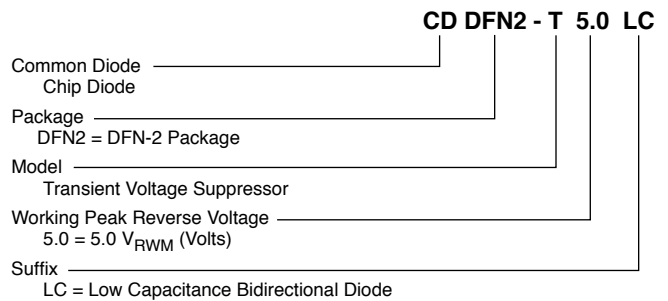 CD DFN2 - T 5.0 LC
Common Diode
Chip Diode
Package
DFN2 = DFN-2 Package
Model
Transient Voltage Suppressor
Working Peak Reverse Voltage
5.0 = 5.0 VRWM (Volts)
Suffix
LC = Low Capacitance Bidirectional Diode